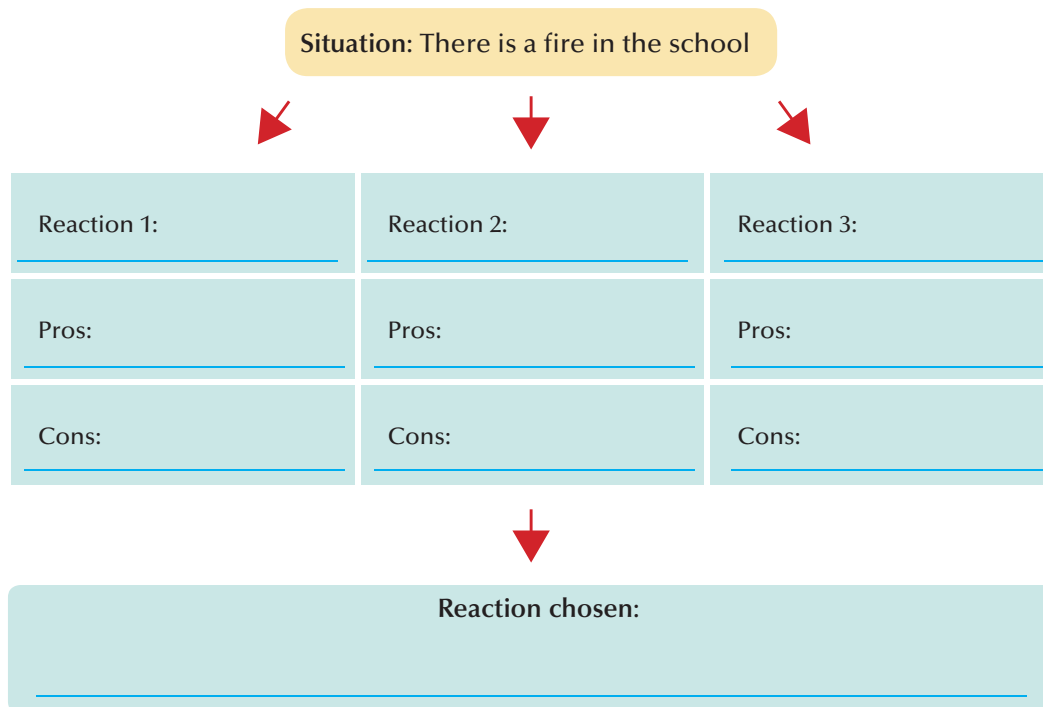 Situation: There is a fire in the school
Reaction 1:
Reaction 2:
Reaction 3:
Pros:
Pros:
Pros:
Cons:
Cons:
Cons:
Reaction chosen: